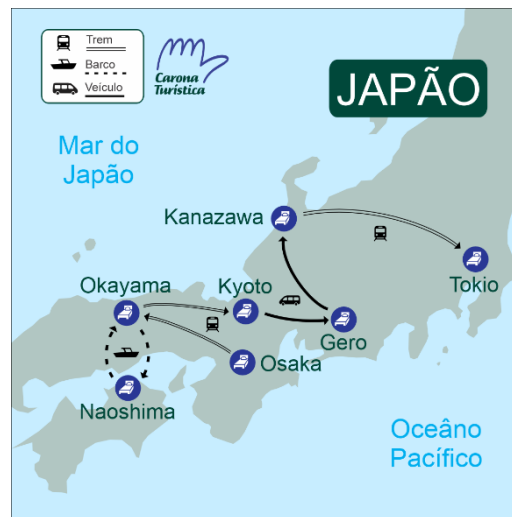 Trem
Barco
Veículo
Carona
Turística
JAPÃO
Mar do
Japão
Kanazawa
Tokio
Okayama
Kyoto
Gero
Osaka
Naoshima
Oceâno
Pacífico